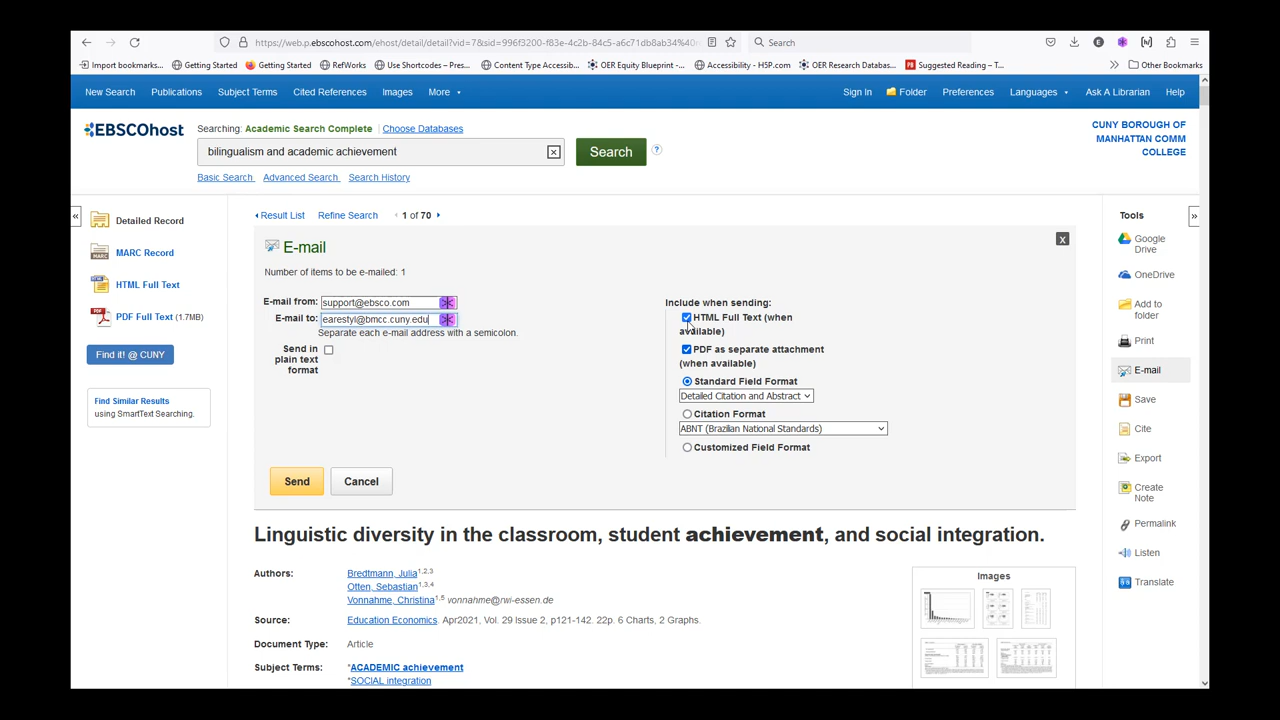 https://web.p.ebscohost.com/ehost/detail/detail?vid=7&sid=996f3200-f83e-4c2b-84c5-a6c71db8ab34%40r
Search
Import bookmarks...
Getting Started
Getting Started
RefWorks
Use Shortcodes – Pres...
Content Type Accessib...
OER Equity Blueprint -...
Accessibility - H5P.com
OER Research Databas...
Suggested Reading – T...
Other Bookmarks
New Search Publications Subject Terms Cited References Images More
Sign In Folder Preferences Languages Ask A Librarian Help
EBSCOhost
Searching: Academic Search Complete | Choose Databases
bilingualism and academic achievement
Search
Basic Search Advanced Search Search History
CUNY BOROUGH OF
MANHATTAN COMM
COLLEGE
Detailed Record
MARC Record
HTML Full Text
PDF Full Text (1.7MB)
Find it! @ CUNY
Find Similar Results
using SmartText Searching.
Result List Refine Search 1 of 70
E-mail
X
Number of items to be e-mailed: 1
E-mail from: support@ebsco.com
E-mail to: earestyl@bmcc.cuny.edu
Separate each e-mail address with a semicolon.
Send in
plain text
format
Include when sending:
HTML Full Text (when
available)
PDF as separate attachment
(when available)
Standard Field Format
Detailed Citation and Abstract
Citation Format
ABNT (Brazilian National Standards)
Customized Field Format
Send
Cancel
Linguistic diversity in the classroom, student achievement, and social integration.
Authors:
Bredtmann, Julia1,2,3
Otten, Sebastian1,3,4
Vonnahme, Christina1,5 vonnahme@rwi-essen.de
Source: Education Economics. Apr2021, Vol. 29 Issue 2, p121-142. 22p. 6 Charts, 2 Graphs.
Document Type: Article
Subject Terms: *ACADEMIC achievement
*SOCIAL integration
Images
Tools
Google
Drive
OneDrive
Add to
folder
Print
E-mail
Save
Cite
Export
Create
Note
Permalink
Listen
Translate